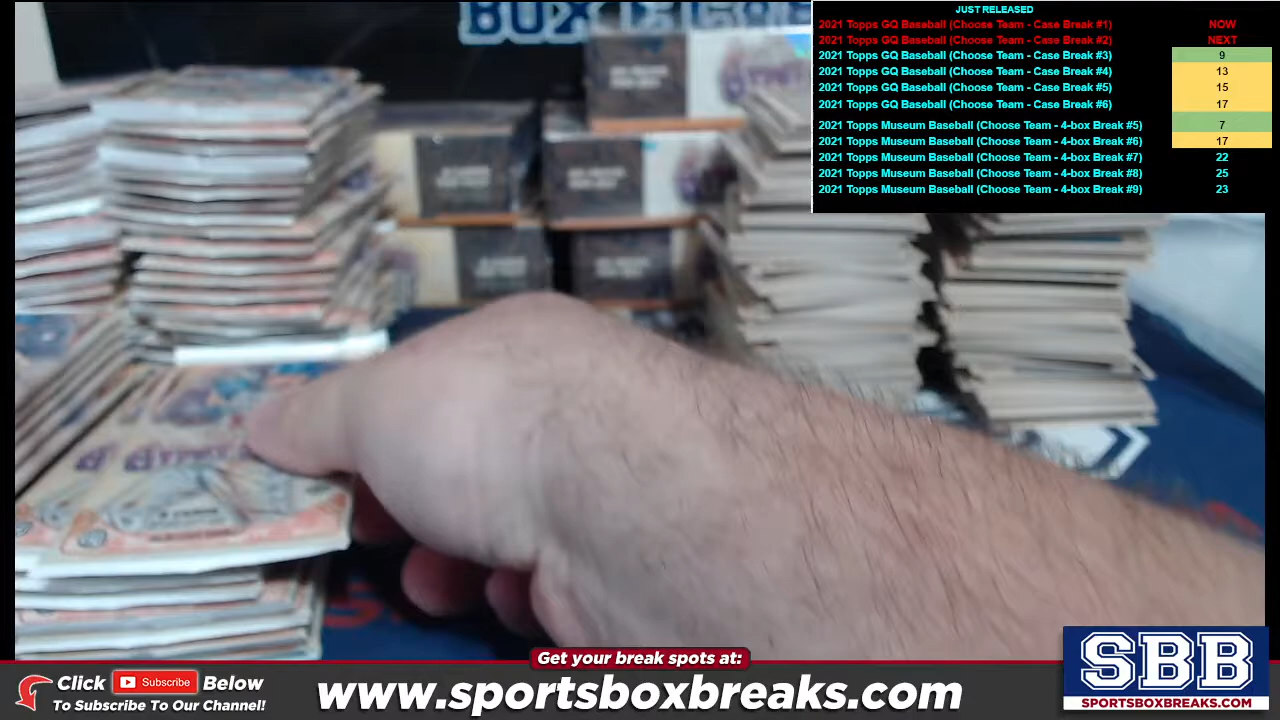 JUST RELEASED
2021 Topps GQ Baseball (Choose Team - Case Break #1) NOW
2021 Topps GQ Baseball (Choose Team - Case Break #2) NEXT
2021 Topps GQ Baseball (Choose Team - Case Break #3) 9
2021 Topps GQ Baseball (Choose Team - Case Break #4) 13
2021 Topps GQ Baseball (Choose Team - Case Break #5) 15
2021 Topps GQ Baseball (Choose Team - Case Break #6) 17
2021 Topps Museum Baseball (Choose Team - 4-box Break #5) 7
2021 Topps Museum Baseball (Choose Team - 4-box Break #6) 17
2021 Topps Museum Baseball (Choose Team - 4-box Break #7) 22
2021 Topps Museum Baseball (Choose Team - 4-box Break #8) 25
2021 Topps Museum Baseball (Choose Team - 4-box Break #9) 23
Get your break spots at:
Click Subscribe Below
To Subscribe To Our Channel!
www.sportsboxbreaks.com
SBB
SPORTSBOXBREAKS.COM